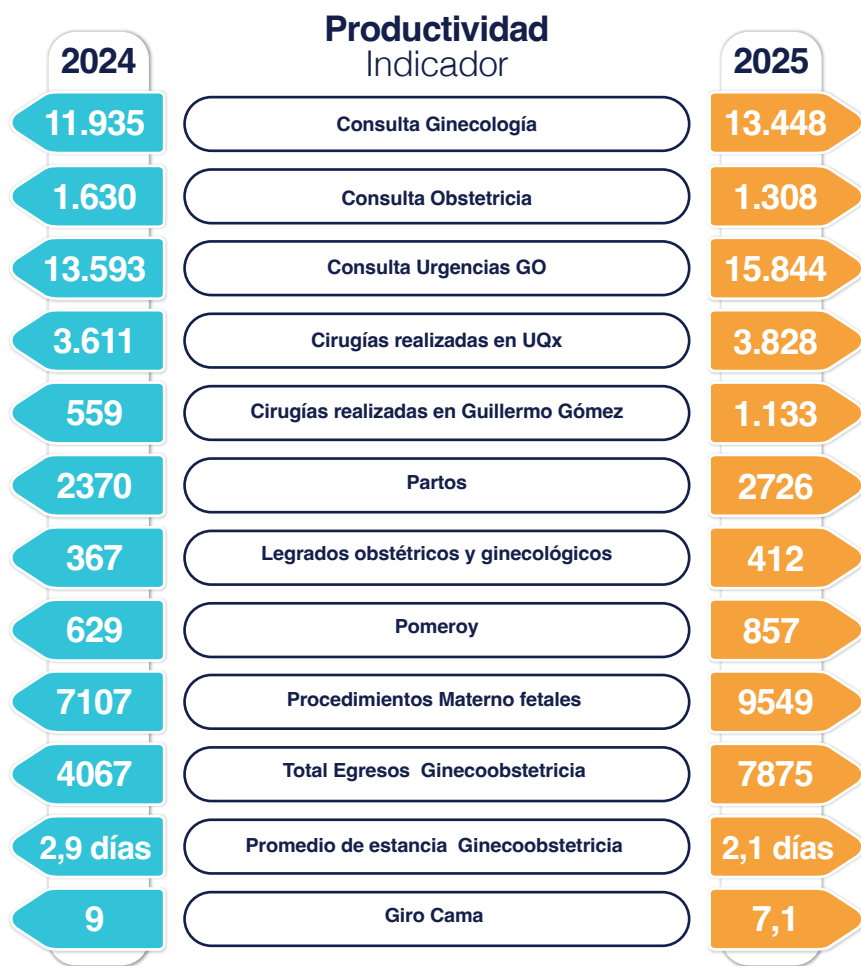 Productividad
Indicador
2024
2025
11.935 Consulta Ginecología 13.448
1.630 Consulta Obstetricia 1.308
13.593 Consulta Urgencias GO 15.844
3.611 Cirugías realizadas en UQx 3.828
559 Cirugías realizadas en Guillermo Gómez 1.133
2370 Partos 2726
367 Legrados obstétricos y ginecológicos 412
629 Pomeroy 857
7107 Procedimientos Materno fetales 9549
4067 Total Egresos Ginecoobstetricia 7875
2,9 días Promedio de estancia Ginecoobstetricia 2,1 días
9 Giro Cama 7,1